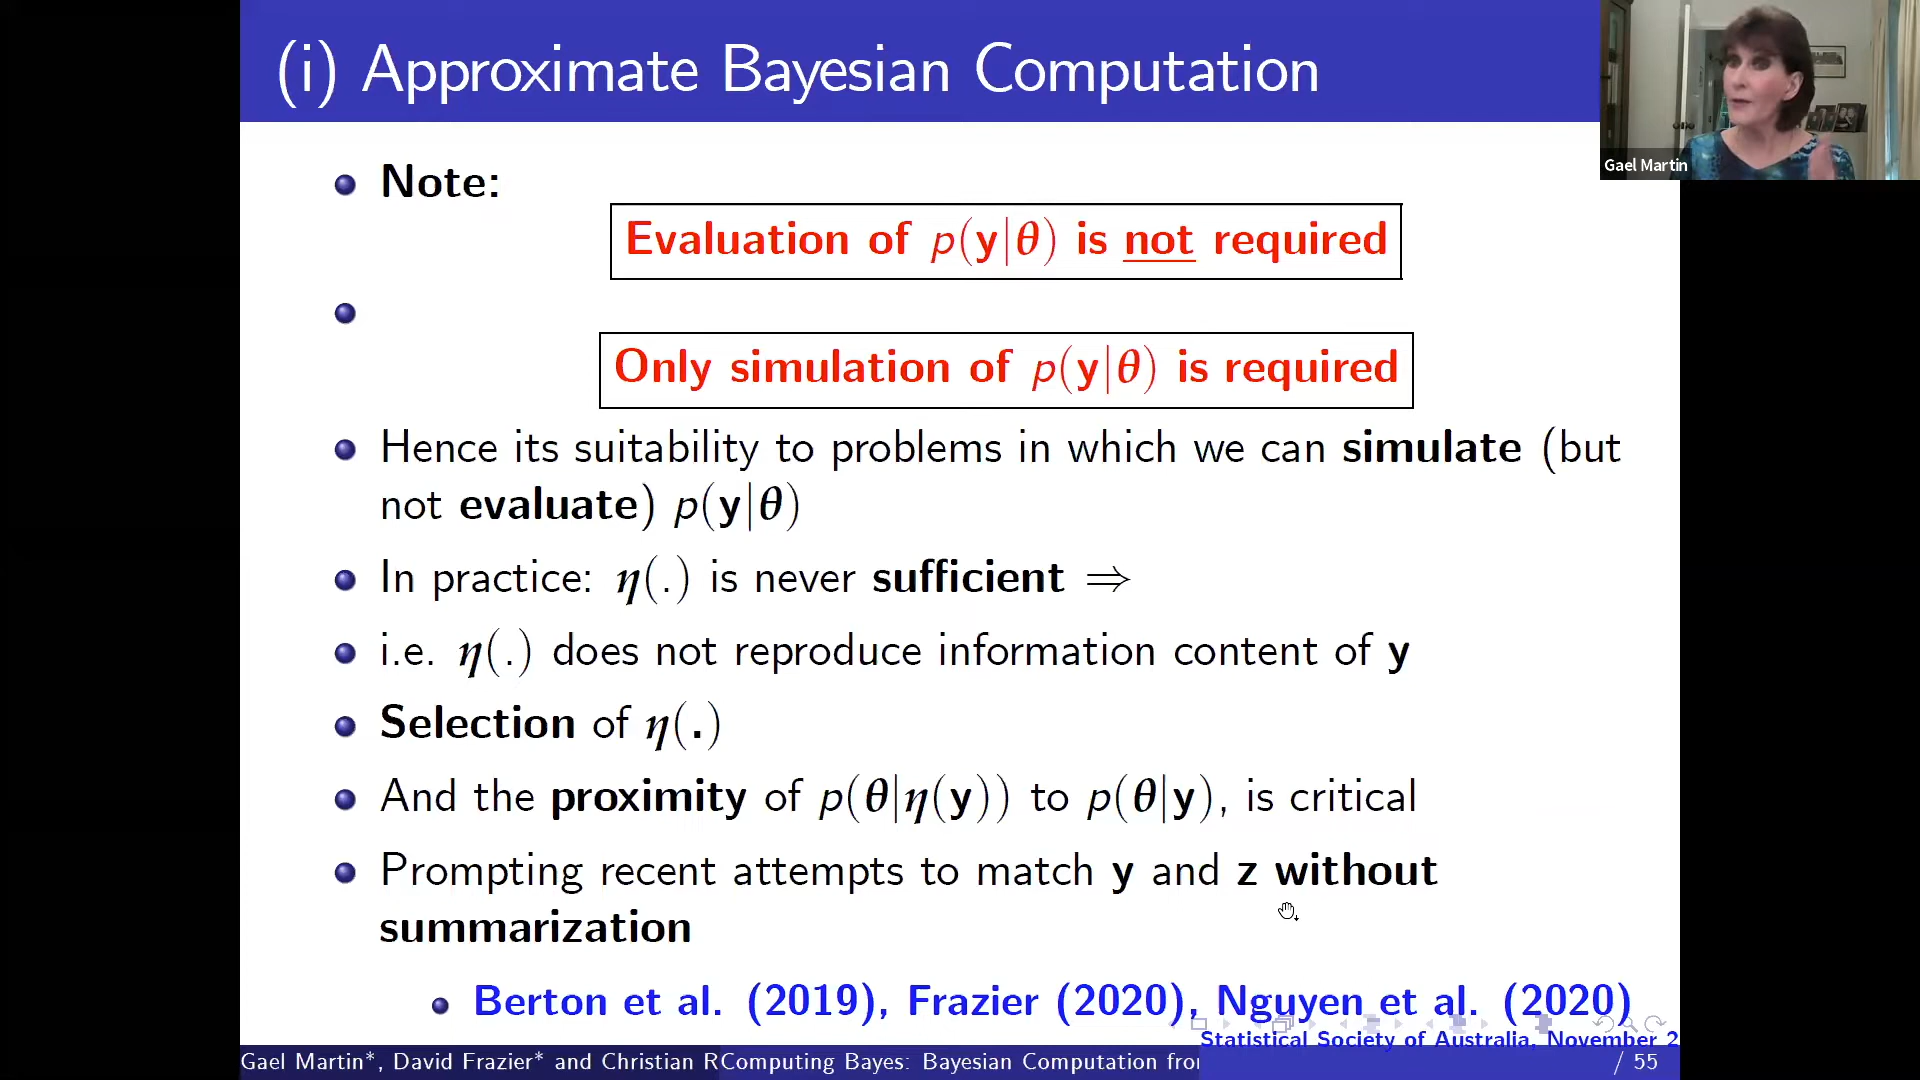 (i) Approximate Bayesian Computation
Gael Martin
Note:
Evaluation of p(y|θ) is not required
Only simulation of p(y|θ) is required
Hence its suitability to problems in which we can simulate (but
not evaluate) p(y|θ)
In practice: η(.) is never sufficient ⇒
i.e. η(.) does not reproduce information content of y
Selection of η(.)
And the proximity of p(θ|η(y)) to p(θ|y), is critical
Prompting recent attempts to match y and z without
summarization
Berton et al. (2019), Frazier (2020), Nguyen et al. (2020)
Statistical Society of Australia, November 2
Gael Martin*, David Frazier* and Christian RComputing Bayes: Bayesian Computation from
/ 55